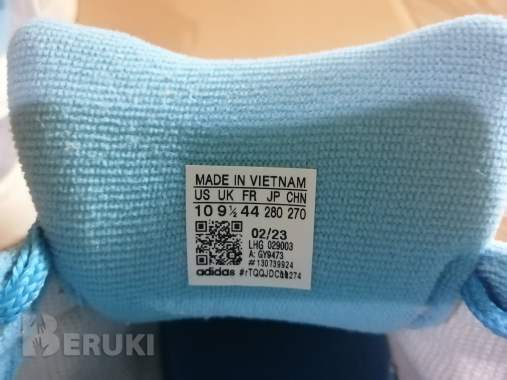 MADE IN VIETNAM
US UK FR JP CHN
10 9½ 44 280 270
02/23
LHG 029003
A: GY9473
# 130739924
adidas
BERUKI